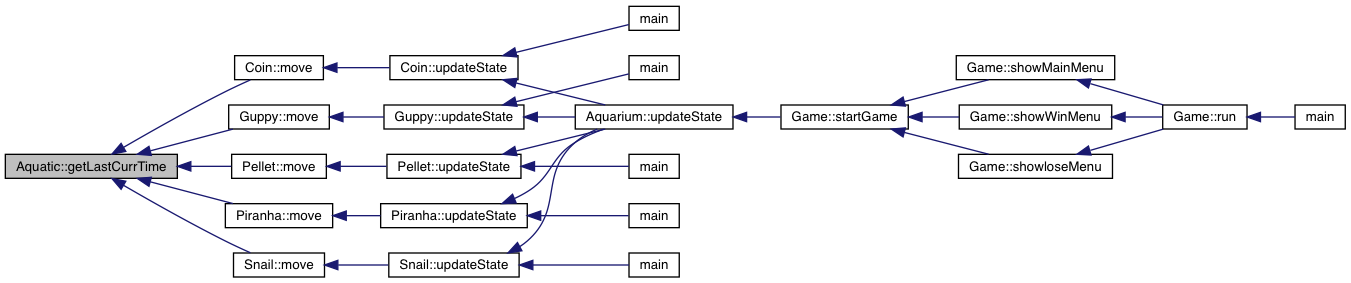 main
Coin::move
Coin::updateState
Game::showMainMenu
main
Guppy::move
Guppy::updateState
Aquarium::updateState
Game::startGame
Game::showWinMenu
Game::run
main
Aquatic::getLastCurrTime
Pellet::move
Pellet::updateState
main
Game::showloseMenu
Piranha::move
Piranha::updateState
main
Snail::move
Snail::updateState
main